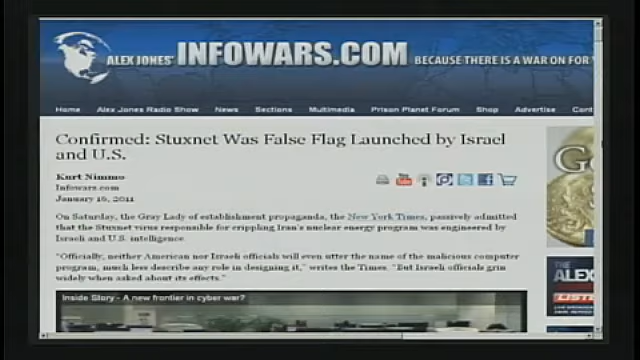 ALEX JONES' INFOWARS.COM BECAUSE THERE IS A WAR ON FOR
Home Alex Jones Radio Show News Sections Multimedia Prison Planet Forum Shop Advertise Cont
Confirmed: Stuxnet Was False Flag Launched by Israel
and U.S.
Kurt Nimmo
Infowars.com
January 16, 2011
On Saturday, the Gray Lady of establishment propaganda, the New York Times, passively admitted
that the Stuxnet virus responsible for crippling Iran's nuclear energy program was engineered by
Israeli and U.S. intelligence.
"Officially, neither American nor Israeli officials will even utter the name of the malicious computer
program, much less describe any role in designing it," writes the Times. "But Israeli officials grin
widely when asked about its effects."
Inside Story - A new frontier in cyber war?
THE
ALEX
LISTE